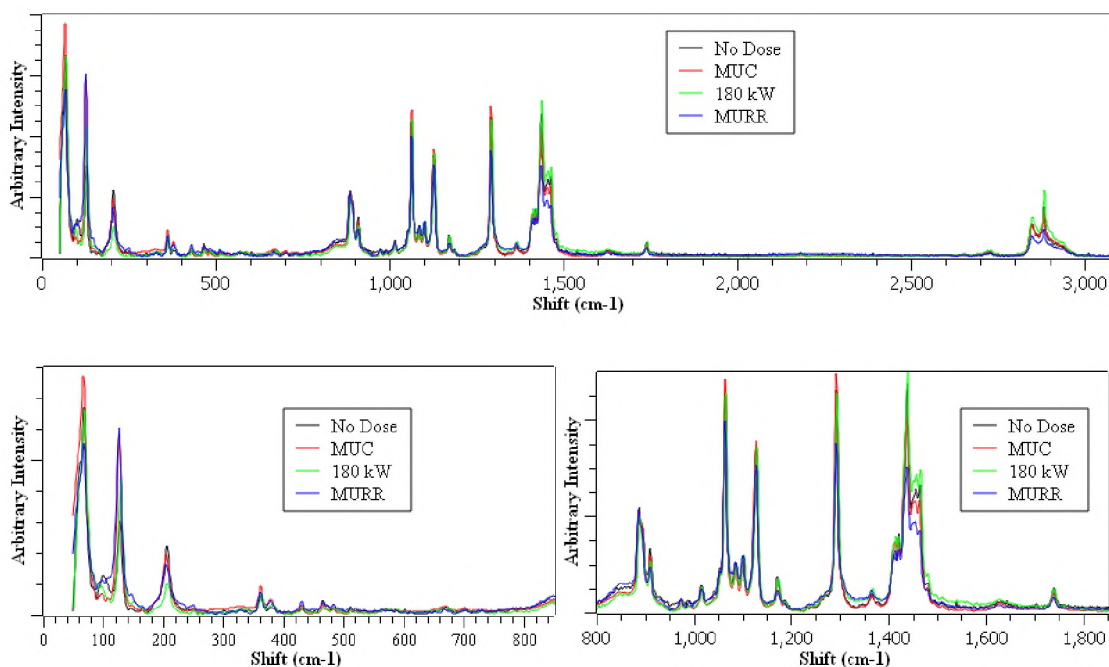 Arbitrary Intensity
No Dose
MUC
180 kW
MURR
0 500 1,000 1,500 2,000 2,500 3,000
Shift (cm-1)
Arbitrary Intensity
No Dose
MUC
180 kW
MURR
0 100 200 300 400 500 600 700 800
Shift (cm-1)
Arbitrary Intensity
No Dose
MUC
180 kW
MURR
800 1,000 1,200 1,400 1,600 1,800
Shift (cm-1)